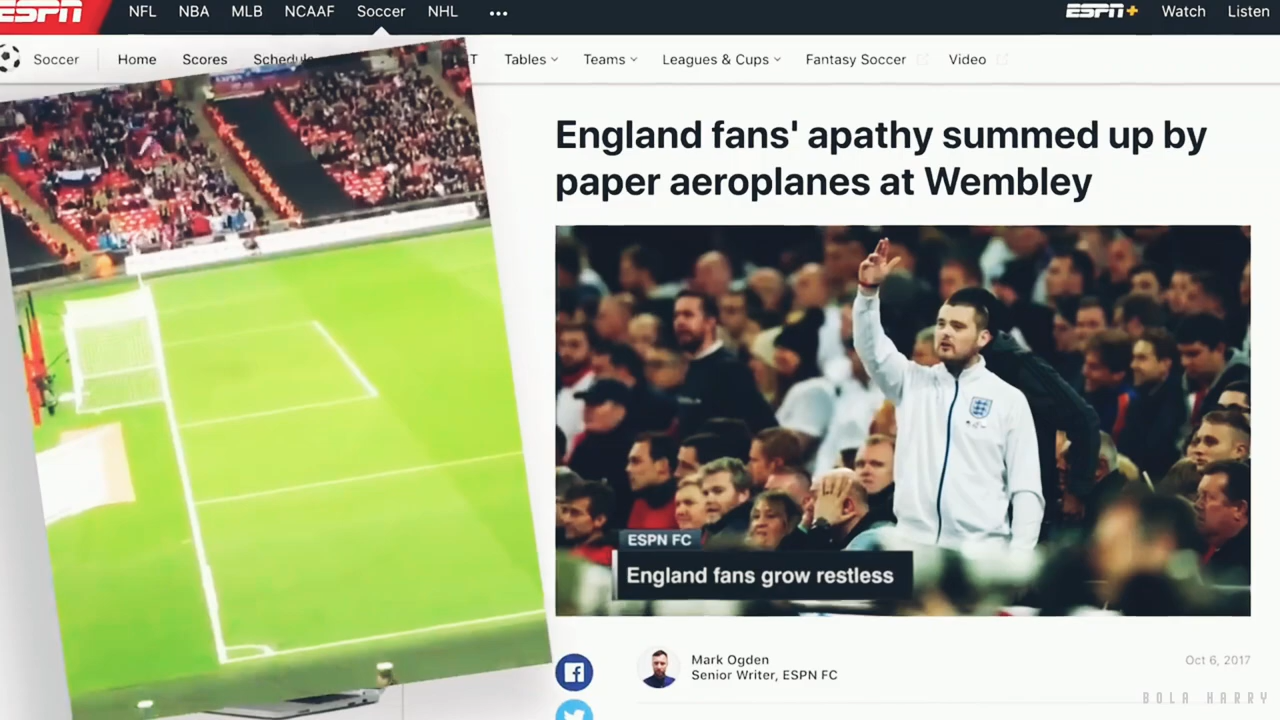 ESPN
NFL
NBA
MLB
NCAAF
Soccer
NHL
ESPN+
Watch
Listen
Soccer
Home
Scores
Schedule
Tables
Teams
Leagues & Cups
Fantasy Soccer
Video
England fans' apathy summed up by
paper aeroplanes at Wembley
ESPN FC
England fans grow restless
Mark Ogden
Senior Writer, ESPN FC
Oct 6, 2017
BOLA HARRY